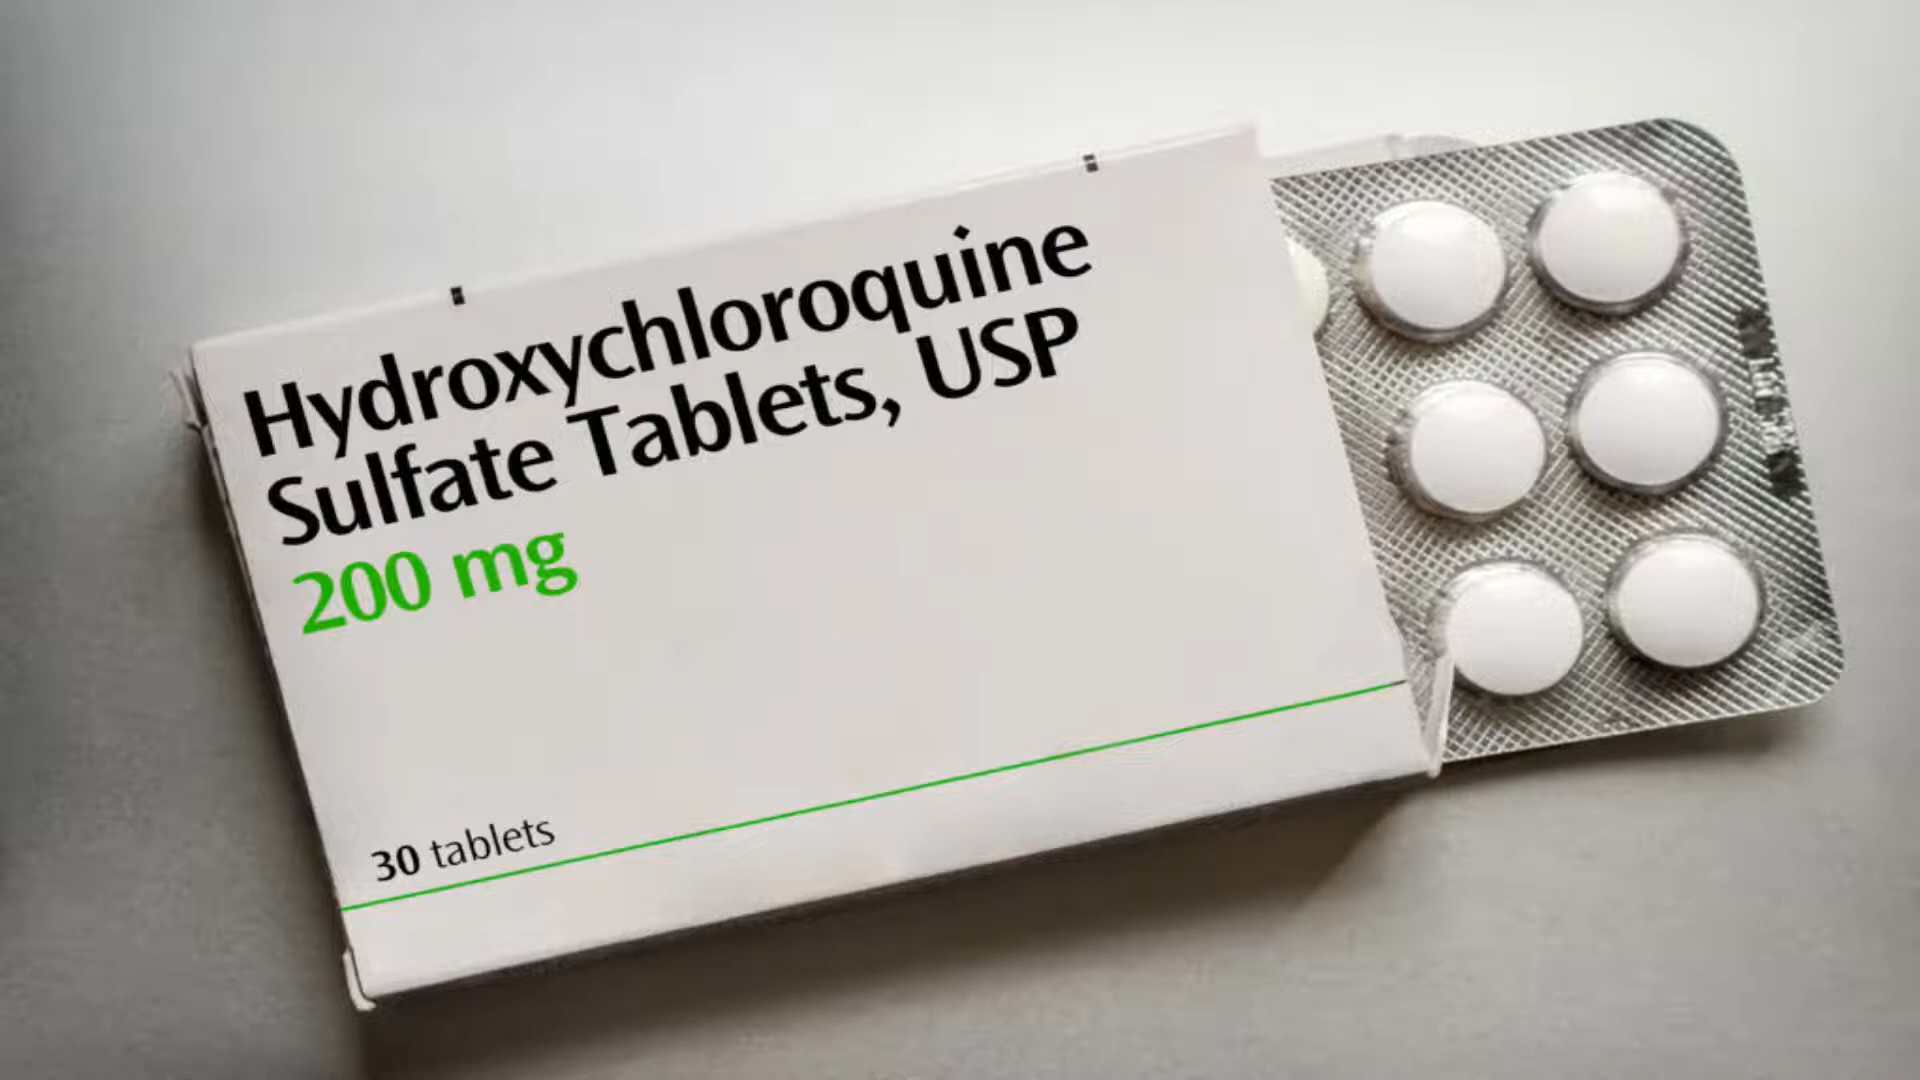 Hydroxychloroquine
Sulfate Tablets, USP
200 mg
30 tablets